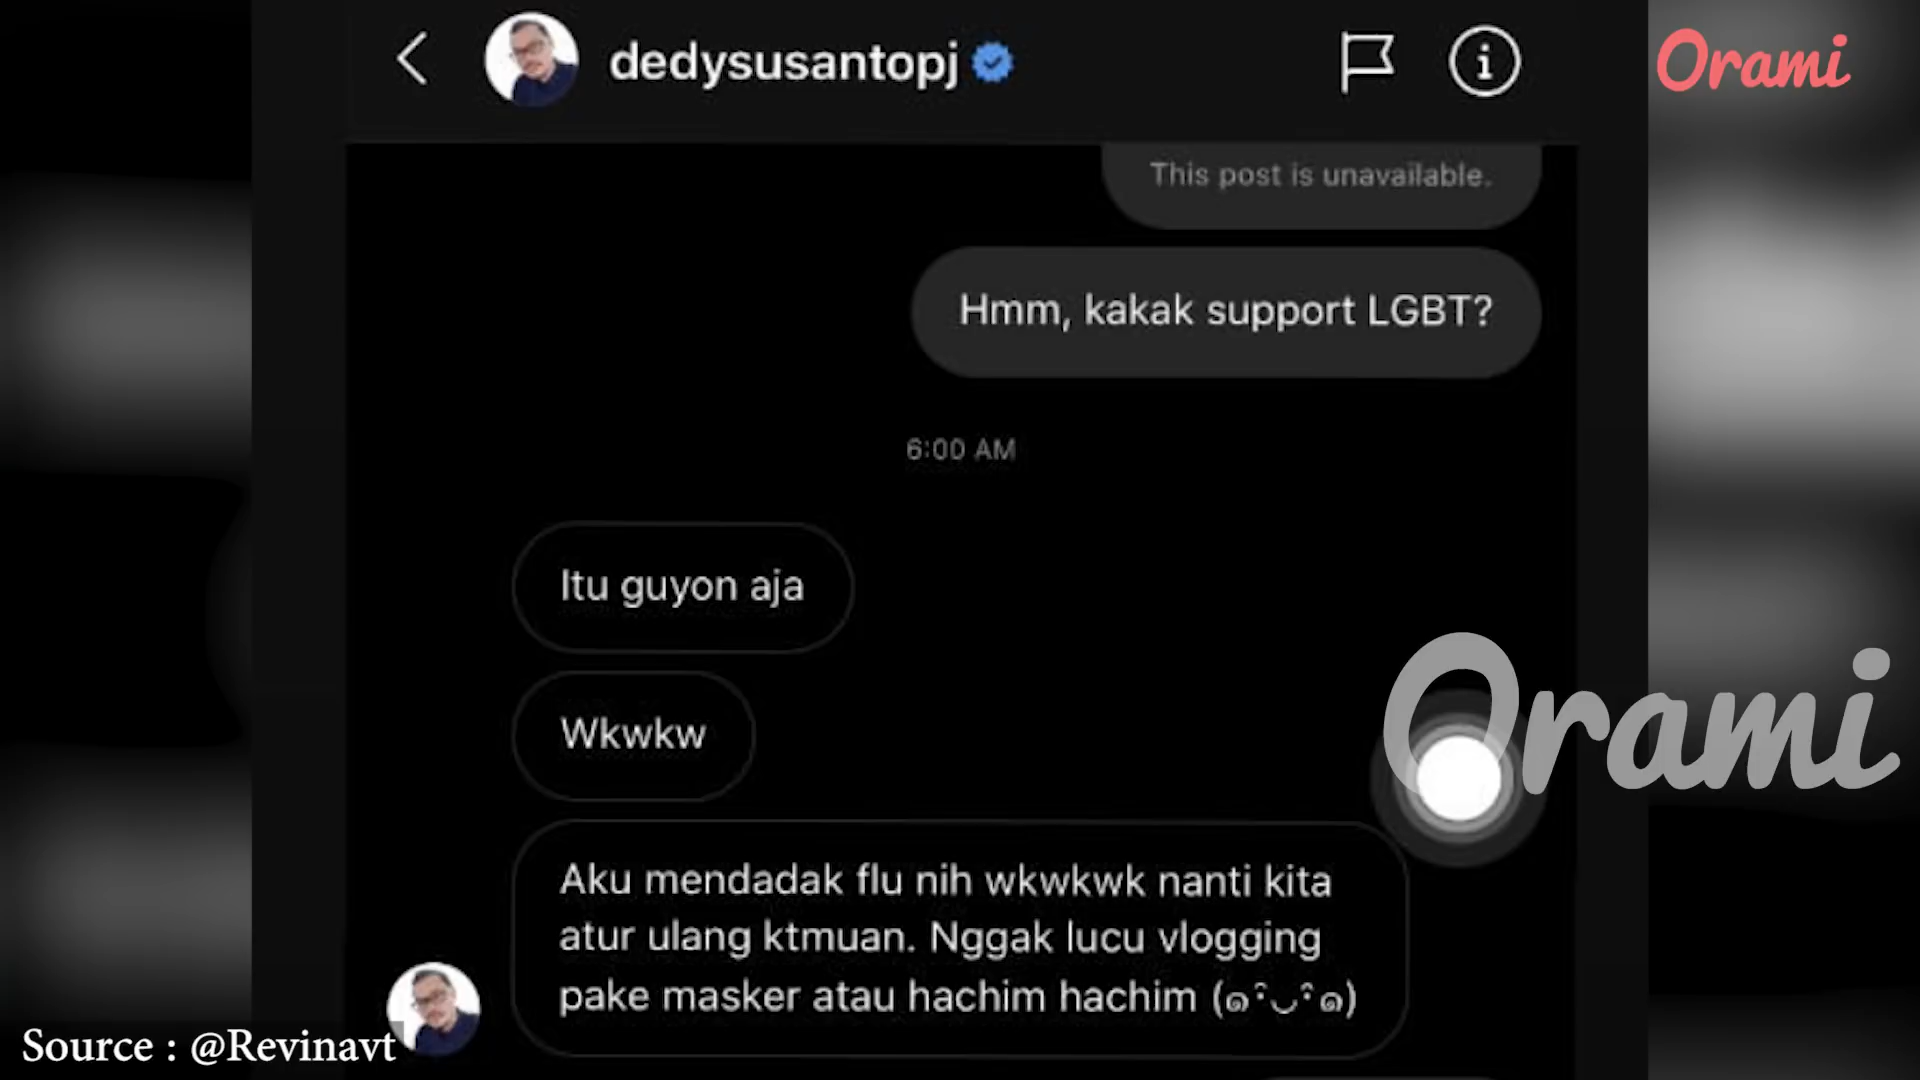 dedysusantopj
Orami
This post is unavailable.
Hmm, kakak support LGBT?
6:00 AM
Itu guyon aja
Wkwkw
Orami
Aku mendadak flu nih wkwkwk nanti kita
atur ulang ktmuan. Nggak lucu vlogging
pake masker atau hachim hachim (๑˃̵ᴗ˂̵๑)
Source : @Revinavt